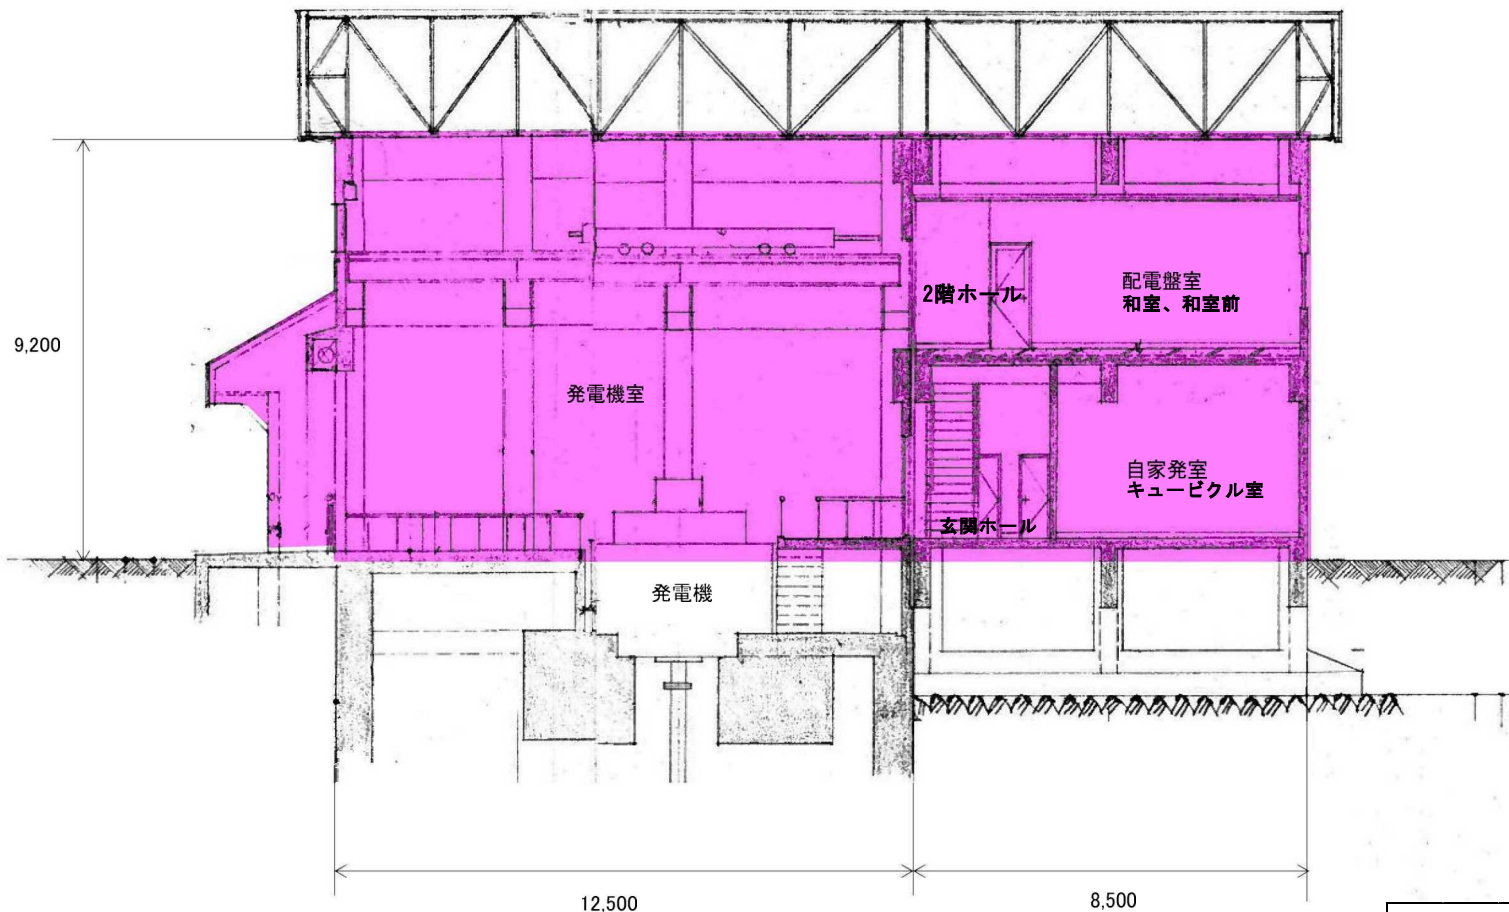 2階ホール
配電盤室
和室、和室前
9,200
発電機室
自家発室
キュービクル室
玄関ホール
発電機
12,500
8,500